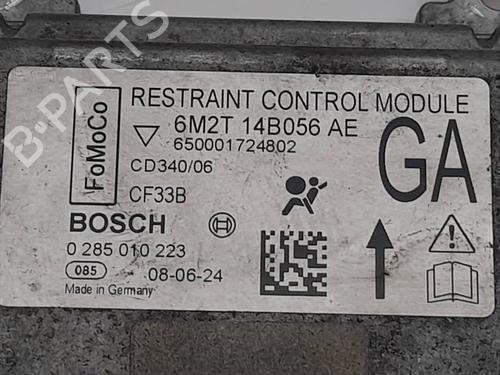 B-PARTS
RESTRAINT CONTROL MODULE
FoMoCo
6M2T 14B056 AE
650001724802
CD340/06
CF33B
GA
BOSCH
0 285 010 223
085
08-06-24
Made in Germany